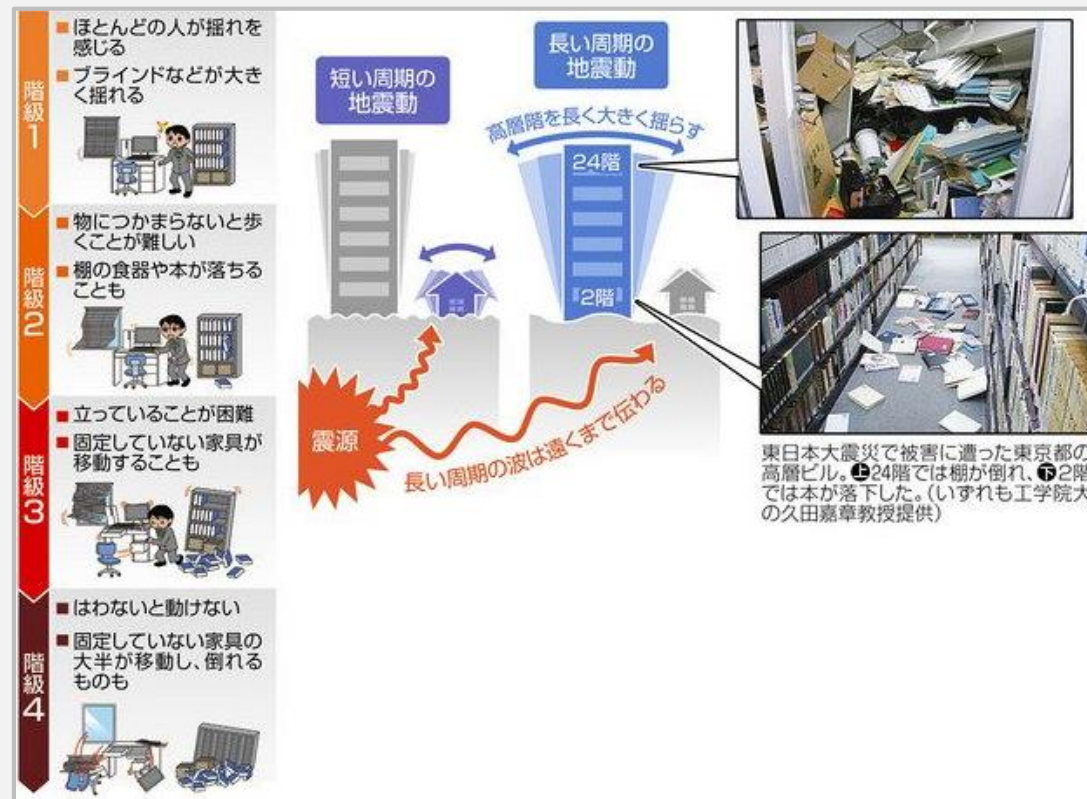 階級1
ほとんどの人が揺れを
感じる
ブラインドなどが大き
く揺れる
階級2
物につかまらないと歩
くことが難しい
棚の食器や本が落ちる
ことも
階級3
立っていることが困難
固定していない家具が
移動することも
階級4
はわないと動けない
固定していない家具の
大半が移動し、倒れる
ものも
短い周期の
地震動
長い周期の
地震動
高層階を長く大きく揺らす
24階
2階
震源
長い周期の波は遠くまで伝わる
東日本大震災で被害に遭った東京都の
高層ビル。上24階では棚が倒れ、下2階
では本が落下した。(いずれも工学院大
の久田嘉章教授提供)